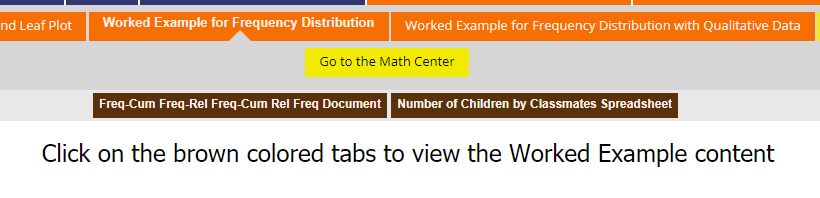 nd Leaf Plot
Worked Example for Frequency Distribution
Worked Example for Frequency Distribution with Qualitative Data
Go to the Math Center
Freq-Cum Freq-Rel Freq-Cum Rel Freq Document
Number of Children by Classmates Spreadsheet
Click on the brown colored tabs to view the Worked Example content